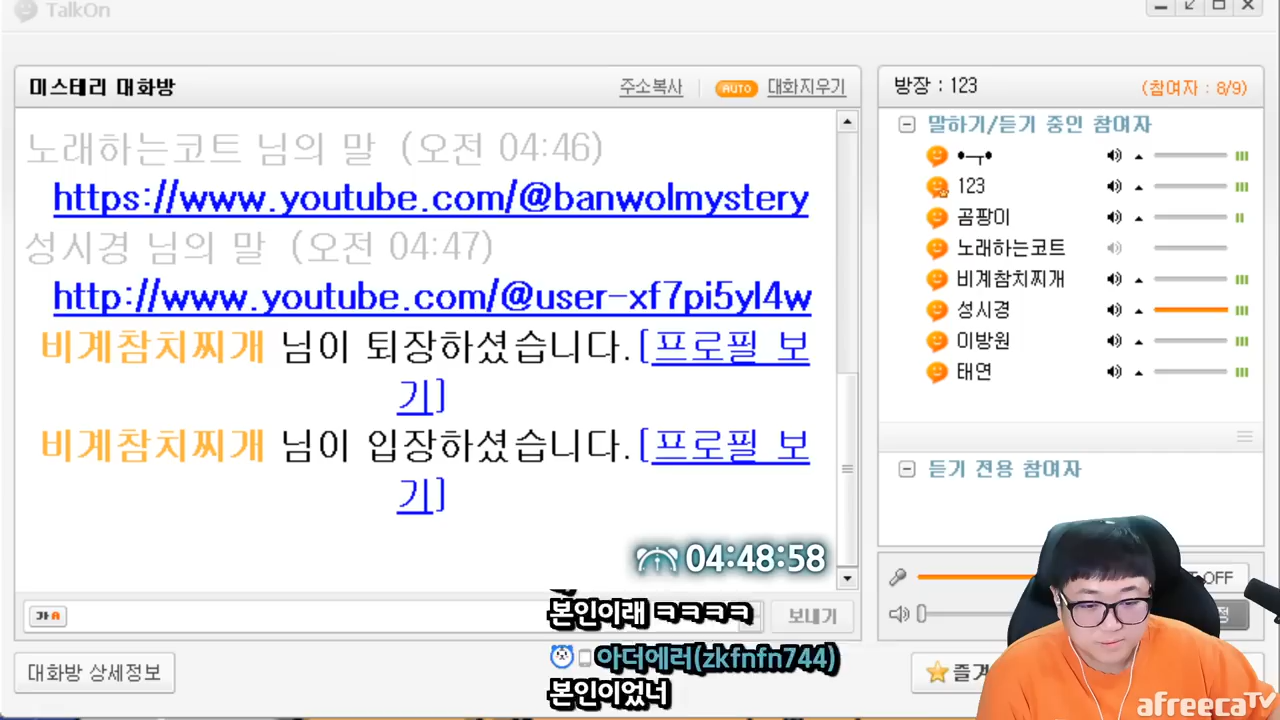 TalkOn
미스테리 대화방
주소복사
AUTO 대화지우기
노래하는코트 님의 말 (오전 04:46)
https://www.youtube.com/@banwolmystery
성시경 님의 말 (오전 04:47)
http://www.youtube.com/@user-xf7pi5yl4w
비계참치찌개 님이 퇴장하셨습니다.[프로필 보
기]
비계참치찌개 님이 입장하셨습니다.[프로필 보
기]
04:48:58
가A
보내기
본인이래 ㅋㅋㅋㅋ
아더에러(zkfnfn744)
본인이었너
대화방 상세정보
방장 : 123
(참여자 : 8/9)
말하기/듣기 중인 참여자
•ㅜ•
123
곰팡이
노래하는코트
비계참치찌개
성시경
이방원
태연
듣기 전용 참여자
OFF
afreecaTV